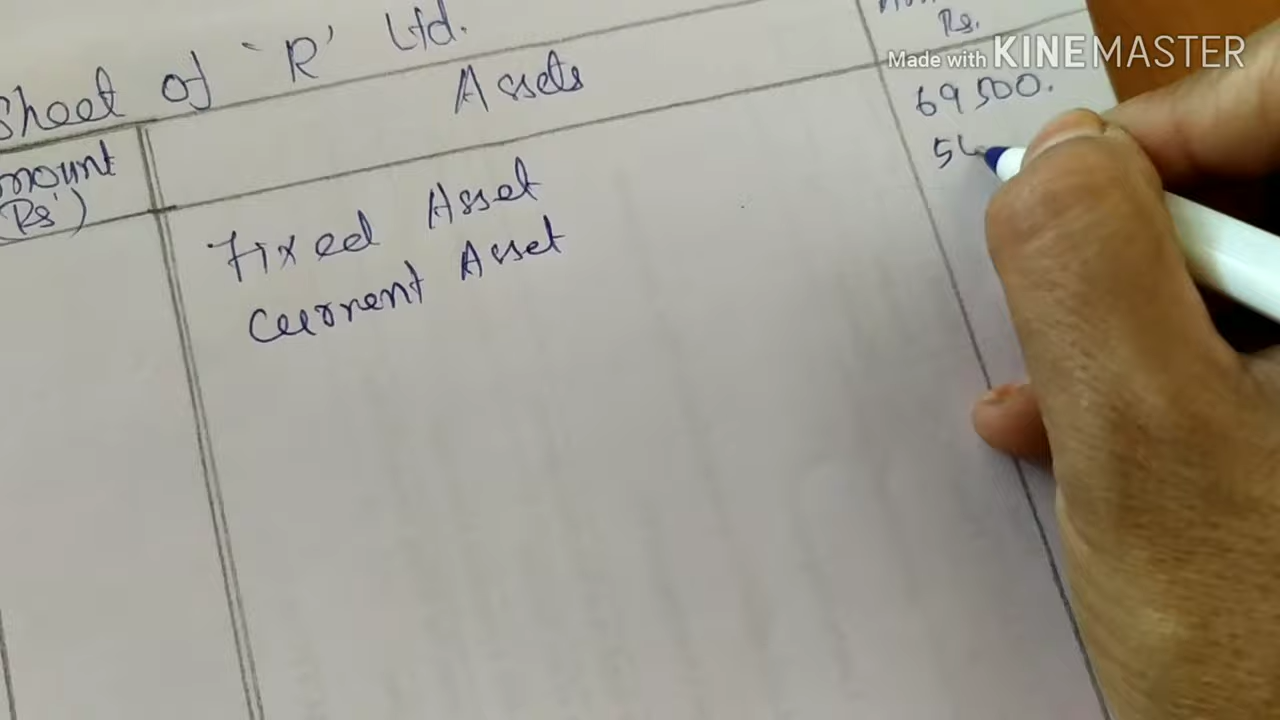 Sheet of 'R' Ltd.
Assets
Rs.
mount
Rs)
Made with KINEMASTER
Fixed Asset 69500.
Current Asset